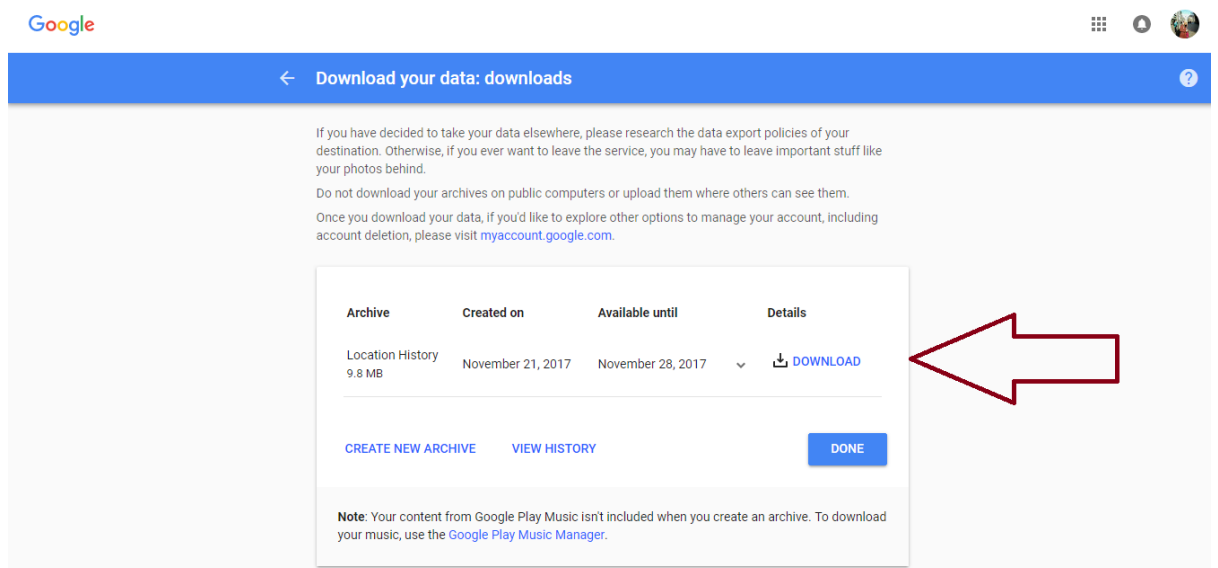 Google
Download your data: downloads
If you have decided to take your data elsewhere, please research the data export policies of your
destination. Otherwise, if you ever want to leave the service, you may have to leave important stuff like
your photos behind.
Do not download your archives on public computers or upload them where others can see them.
Once you download your data, if you'd like to explore other options to manage your account, including
account deletion, please visit myaccount.google.com.
Archive Created on Available until Details
Location History
9.8 MB
November 21, 2017 November 28, 2017 DOWNLOAD
CREATE NEW ARCHIVE VIEW HISTORY DONE
Note: Your content from Google Play Music isn't included when you create an archive. To download
your music, use the Google Play Music Manager.